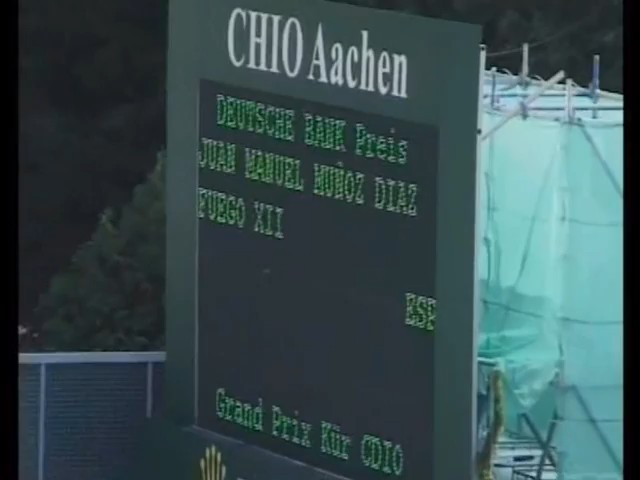 CHIO Aachen
DEUTSCHE BANK Preis
JUAN MANUEL MUÑOZ DIAZ
FUEGO XII
ESP
Grand Prix Kür CDIO